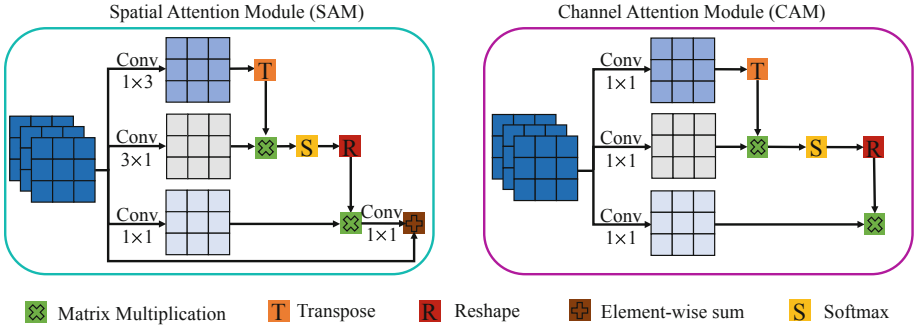 Spatial Attention Module (SAM)
Conv
1×3
T
Conv
3×1
S
R
Conv
1×1
Conv
1×1
Channel Attention Module (CAM)
Conv
1×1
T
Conv
1×1
S
R
Conv
1×1
Matrix Multiplication
T Transpose
R Reshape
Element-wise sum
S Softmax